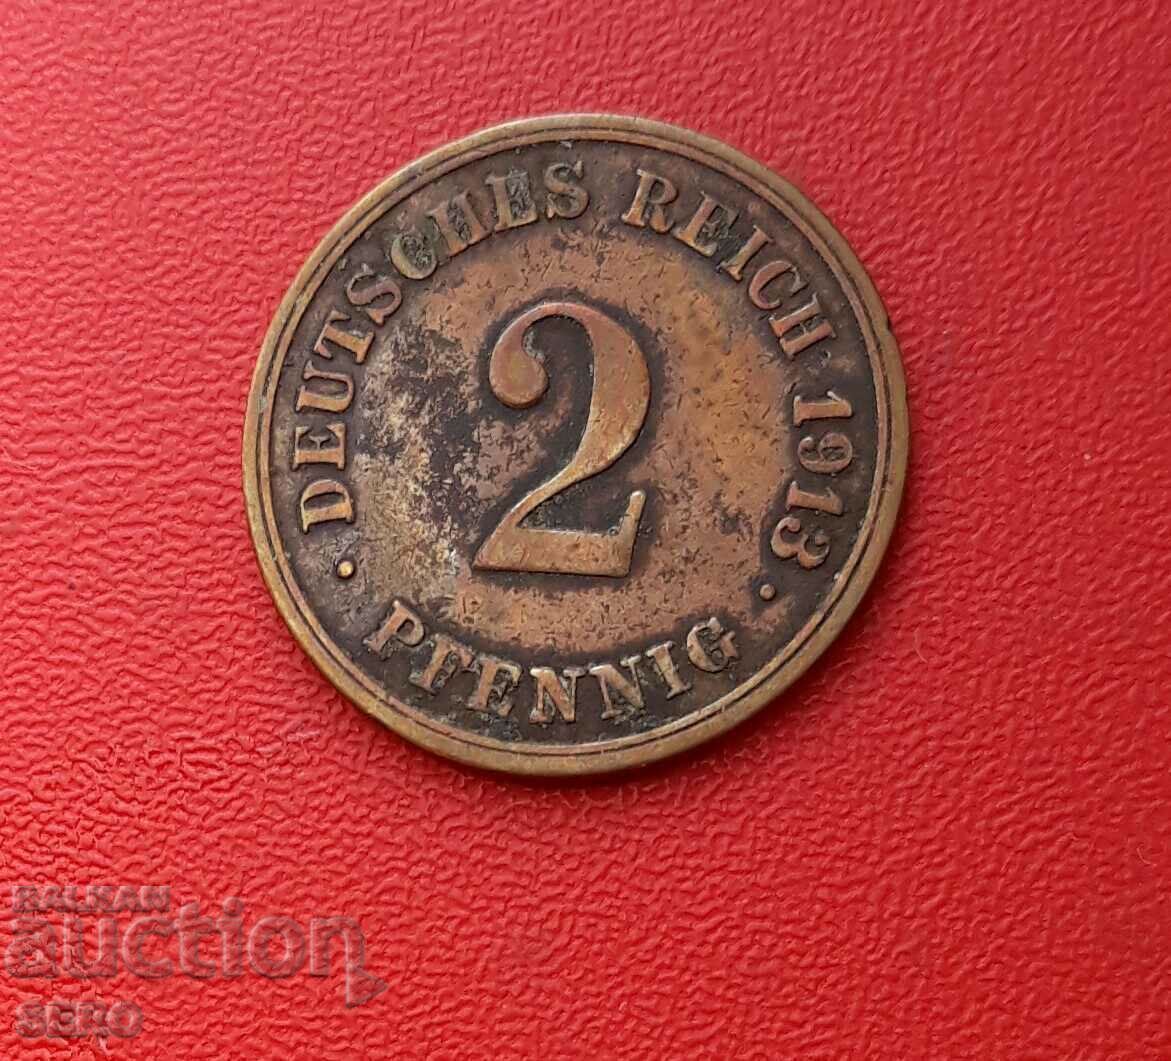 · DEUTSCHES REICH 1913 ·
2
PFENNIG
BALKAN
auction
SERO